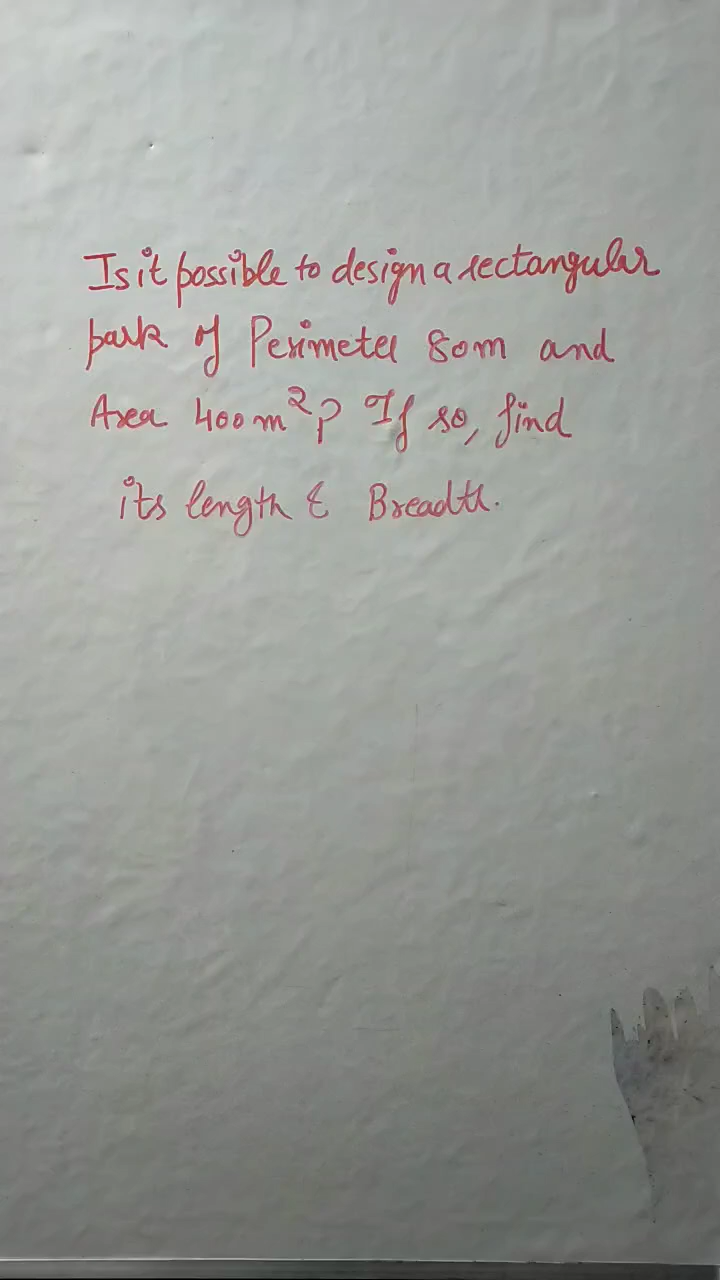 Is it possible to design a rectangular
park of Perimeter 80m and
Area 400m²? If so, find
its length & Breadth.